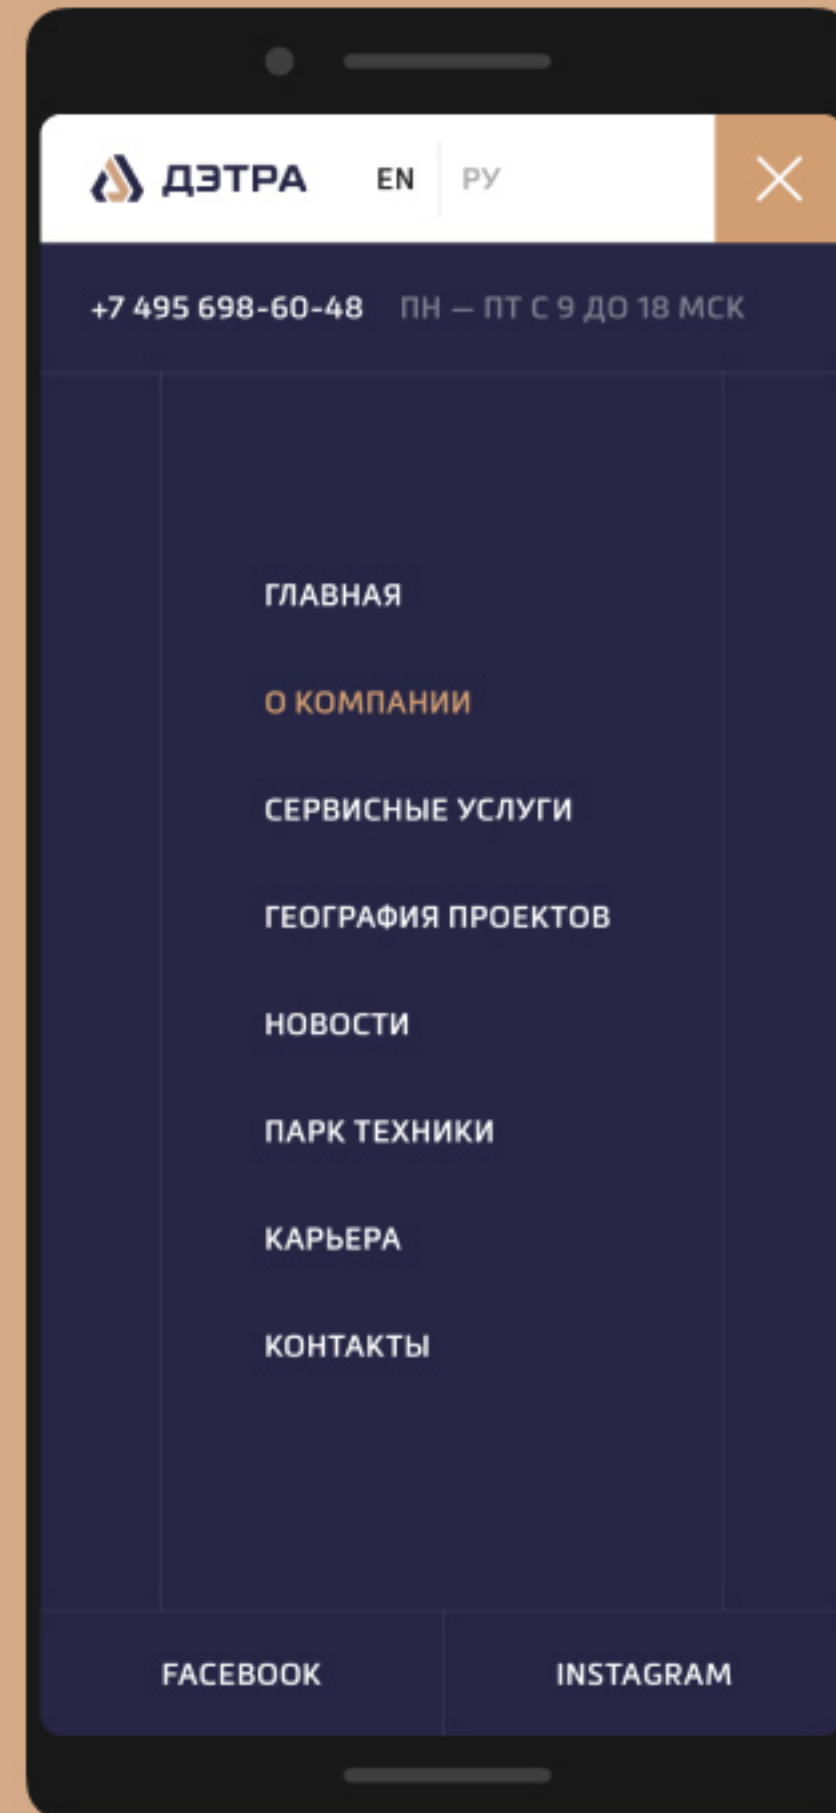 ДЭТРА EN РУ
+7 495 698-60-48 ПН — ПТ С 9 ДО 18 МСК
ГЛАВНАЯ
О КОМПАНИИ
СЕРВИСНЫЕ УСЛУГИ
ГЕОГРАФИЯ ПРОЕКТОВ
НОВОСТИ
ПАРК ТЕХНИКИ
КАРЬЕРА
КОНТАКТЫ
FACEBOOK INSTAGRAM